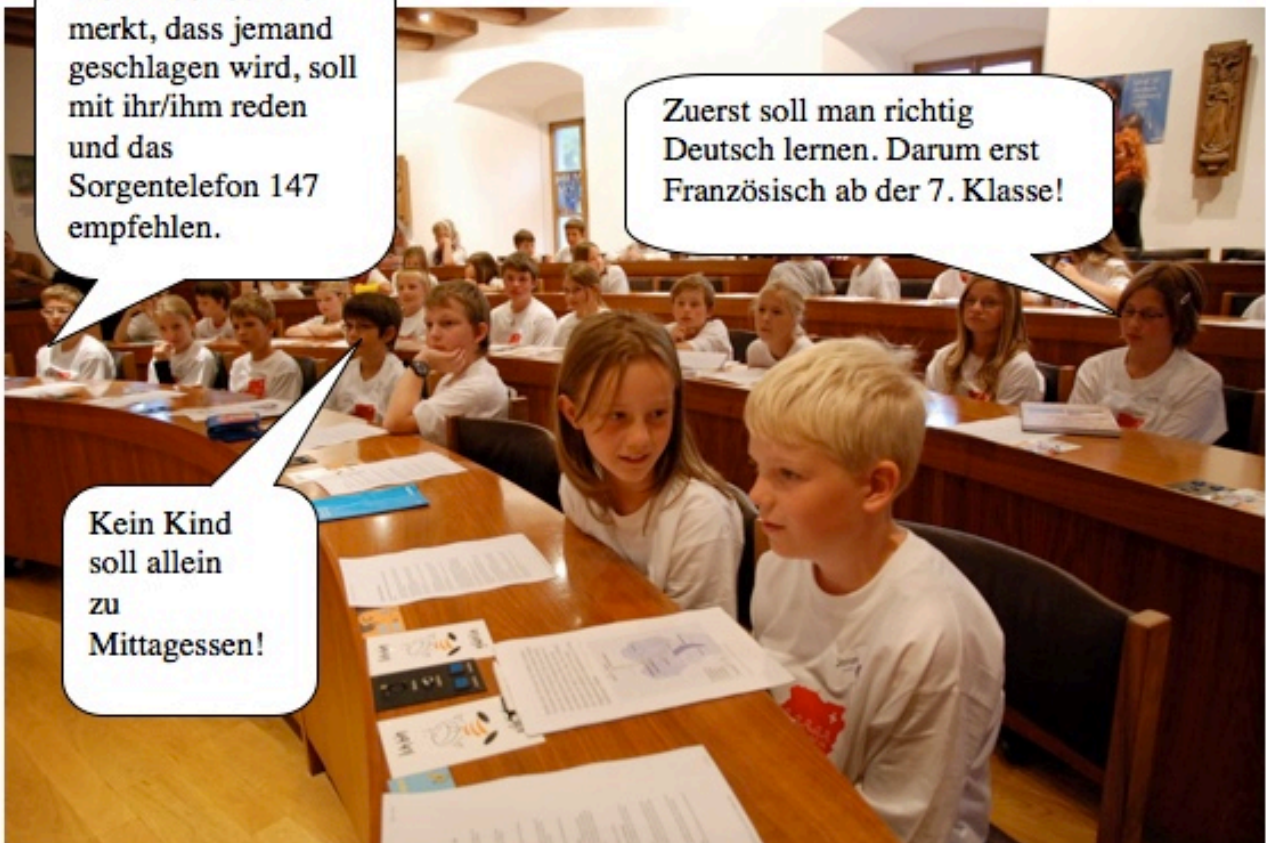 merkt, dass jemand
geschlagen wird, soll
mit ihr/ihm reden
und das
Sorgentelefon 147
empfehlen.
Zuerst soll man richtig
Deutsch lernen. Darum erst
Französisch ab der 7. Klasse!
Kein Kind
soll allein
zu
Mittagessen!